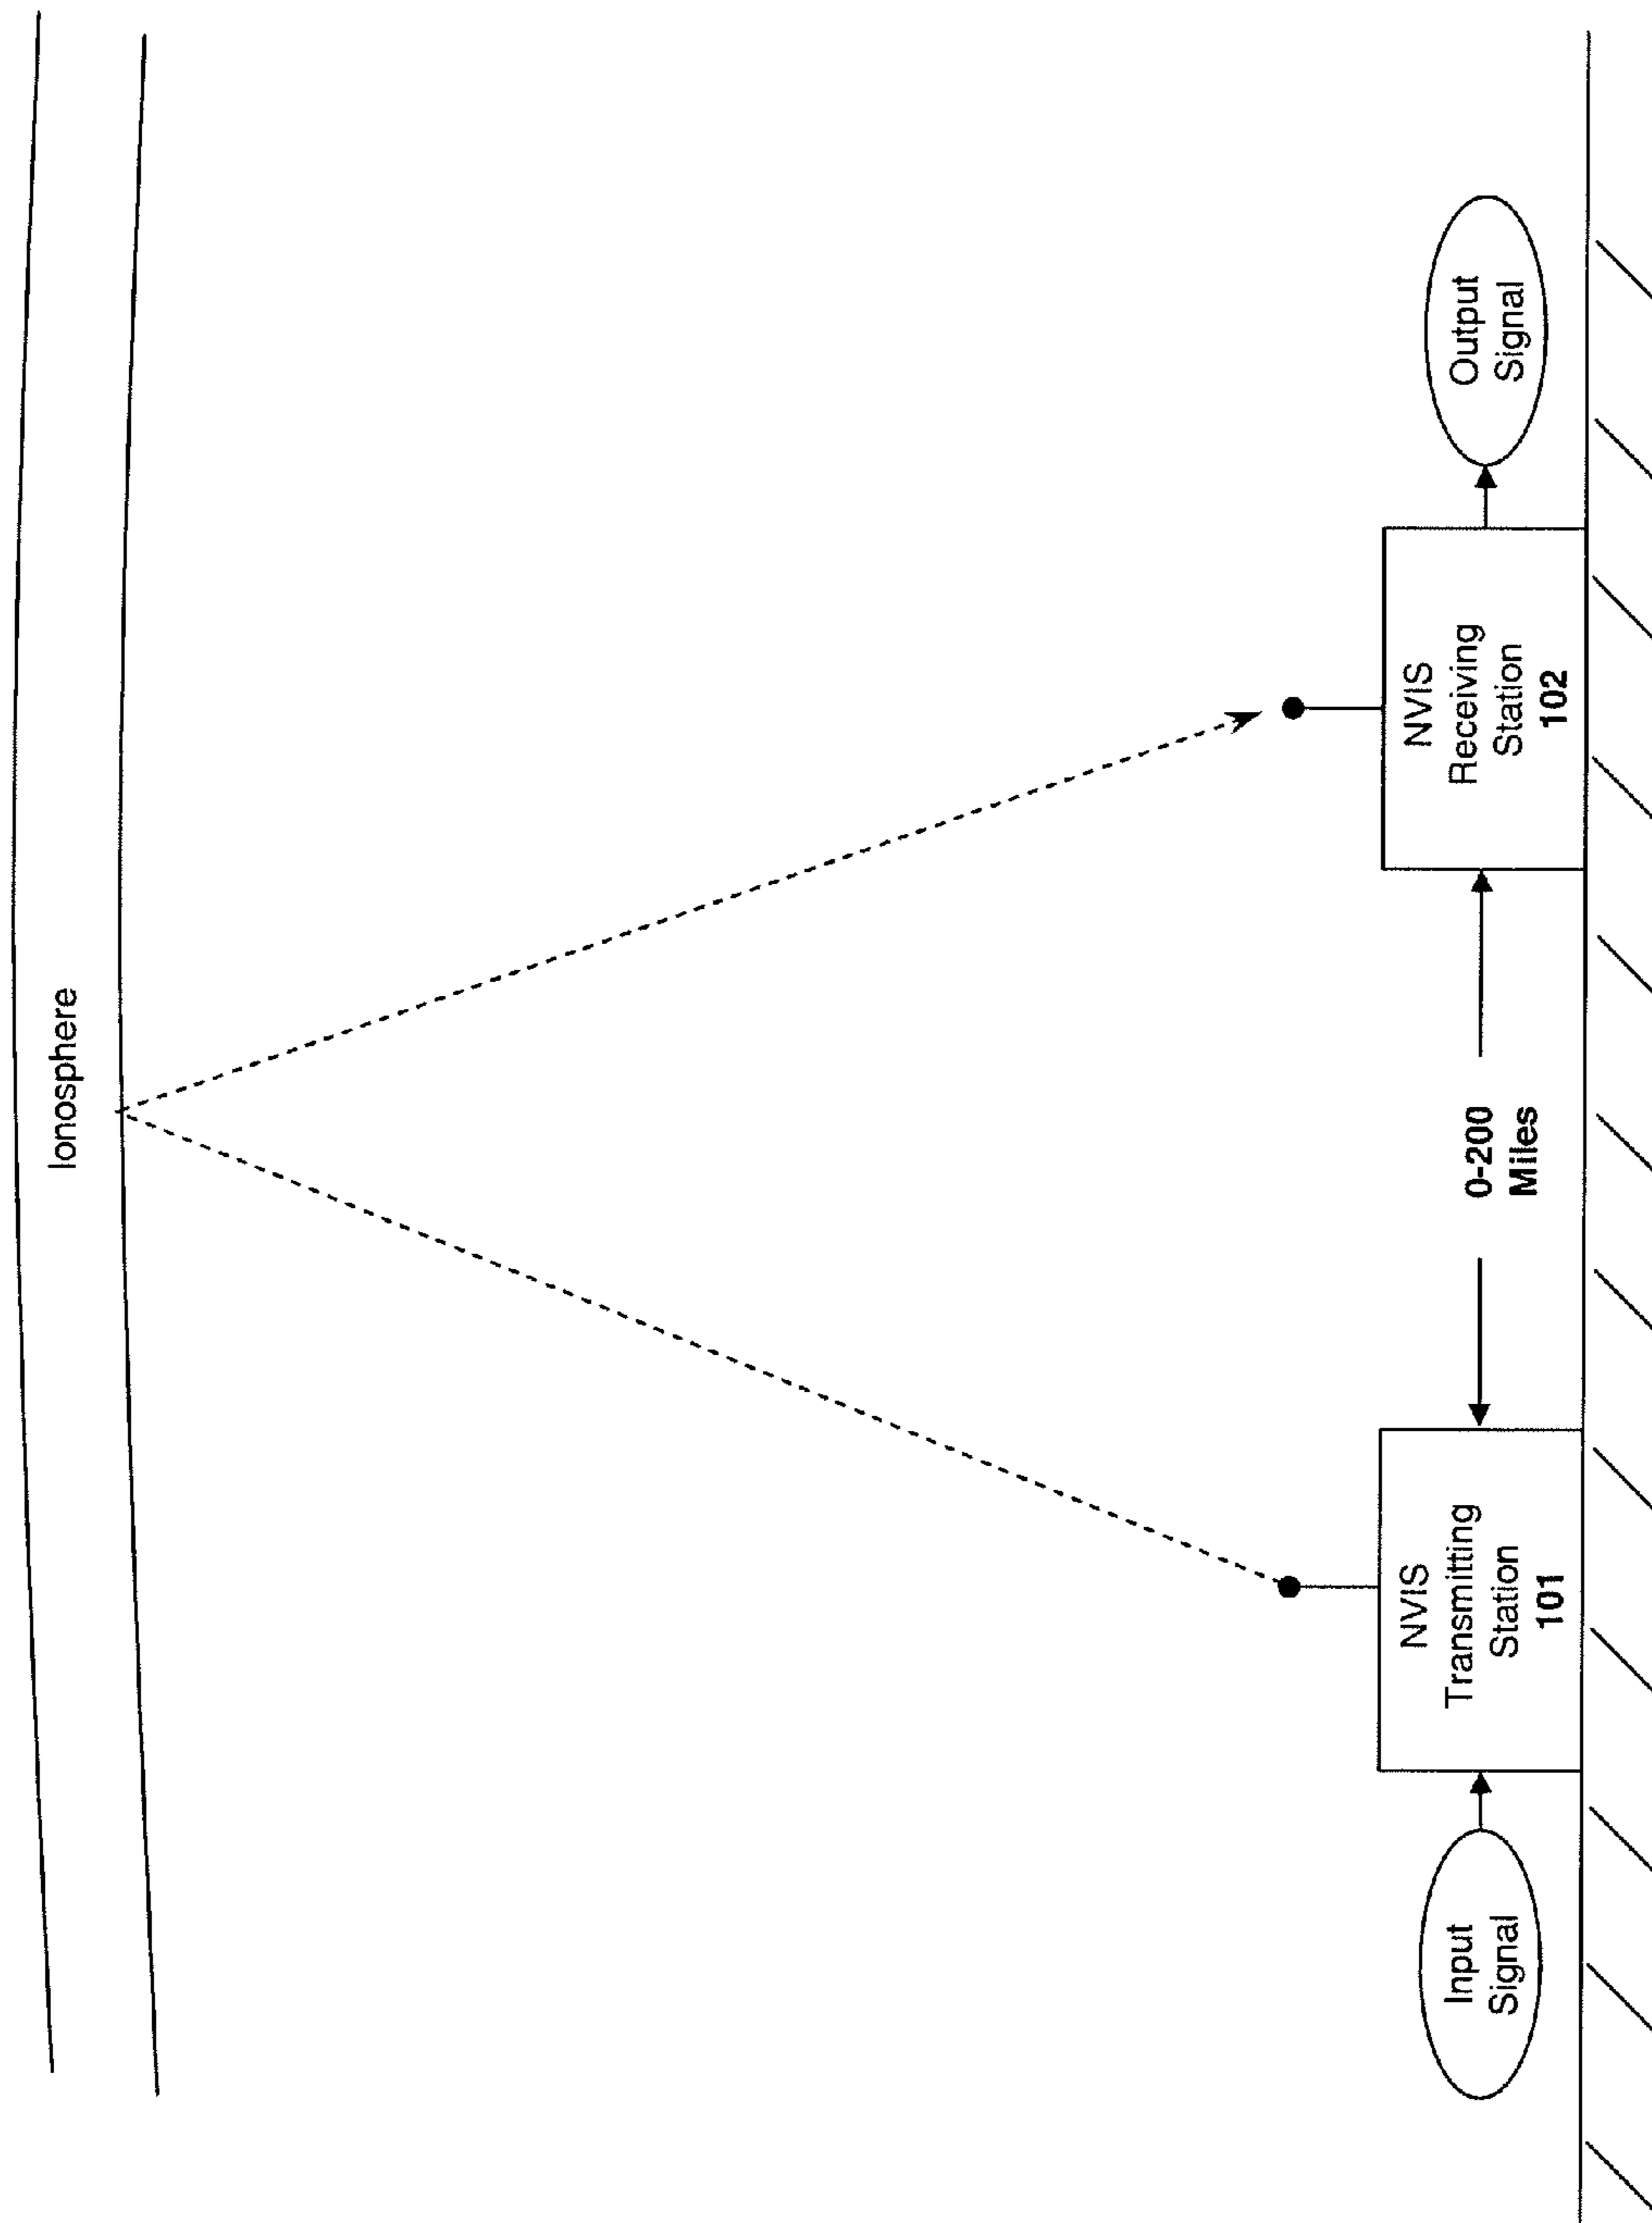 Ionosphere
Input
Signal
NVIS
Transmitting
Station
101
0-200
Miles
NVIS
Receiving
Station
102
Output
Signal